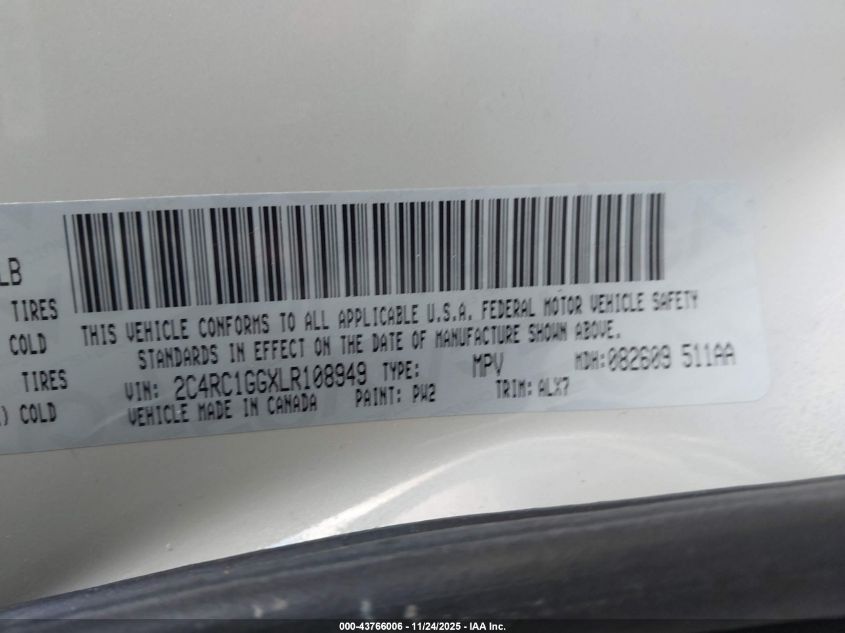 LB
TIRES
COLD
TIRES
) COLD
THIS VEHICLE CONFORMS TO ALL APPLICABLE U.S.A. FEDERAL MOTOR VEHICLE SAFETY
STANDARDS IN EFFECT ON THE DATE OF MANUFACTURE SHOWN ABOVE.
VIN: 2C4RC1GGXLR108949 TYPE: MPV MDH: 082609 511AA
VEHICLE MADE IN CANADA PAINT: PW2 TRIM: ALX7
000-43766006 - 11/24/2025 - IAA Inc.